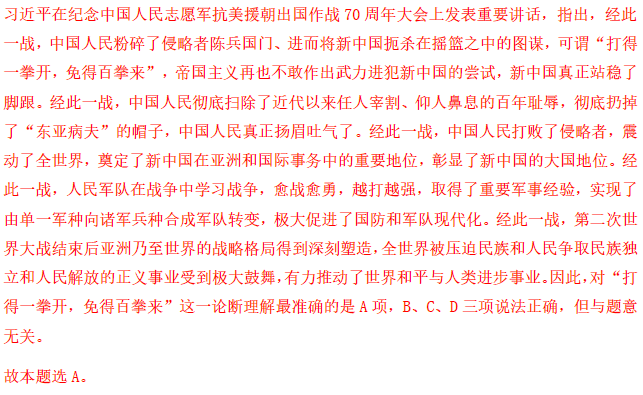 习近平在纪念中国人民志愿军抗美援朝出国作战 70 周年大会上发表重要讲话，指出，经此
一战，中国人民粉碎了侵略者陈兵国门、进而将新中国扼杀在摇篮之中的图谋，可谓“打得
一拳开，免得百拳来”，帝国主义再也不敢作出武力进犯新中国的尝试，新中国真正站稳了
脚跟。经此一战，中国人民彻底扫除了近代以来任人宰割、仰人鼻息的百年耻辱，彻底扔掉
了“东亚病夫”的帽子，中国人民真正扬眉吐气了。经此一战，中国人民打败了侵略者，震
动了全世界，奠定了新中国在亚洲和国际事务中的重要地位，彰显了新中国的大国地位。经
此一战，人民军队在战争中学习战争，愈战愈勇，越打越强，取得了重要军事经验，实现了
由单一军种向诸军兵种合成军队转变，极大促进了国防和军队现代化。经此一战，第二次世
界大战结束后亚洲乃至世界的战略格局得到深刻塑造，全世界被压迫民族和人民争取民族独
立和人民解放的正义事业受到极大鼓舞，有力推动了世界和平与人类进步事业。因此，对“打
得一拳开，免得百拳来”这一论断理解最准确的是 A 项，B、C、D 三项说法正确，但与题意
无关。
故本题选 A。